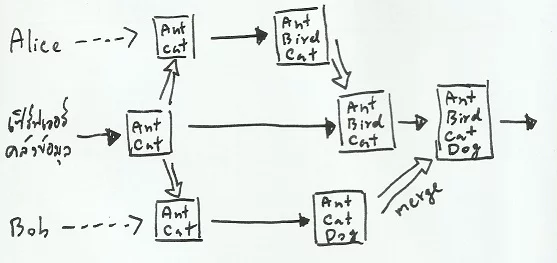 Alice
Ant
Cat
Ant
Bird
Cat
เซิร์ฟเวอร์
คลังข้อมูล
Ant
Cat
Ant
Bird
Cat
Ant
Bird
Cat
Dog
Bob
Ant
Cat
Ant
Cat
Dog
merge